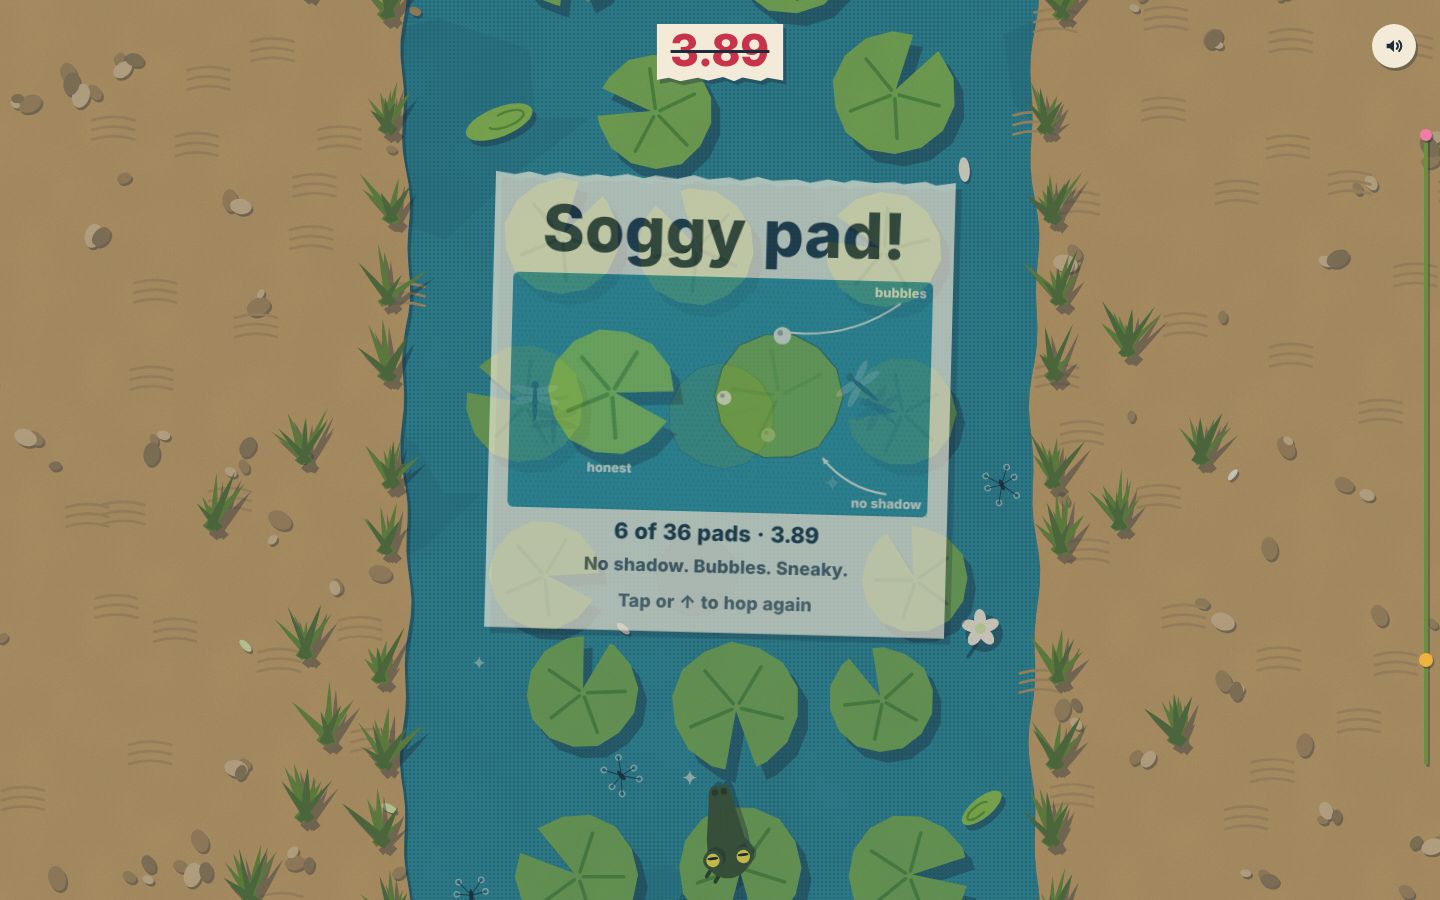 3.89
Soggy pad!
bubbles
honest
no shadow
6 of 36 pads · 3.89
No shadow. Bubbles. Sneaky.
Tap or ↑ to hop again